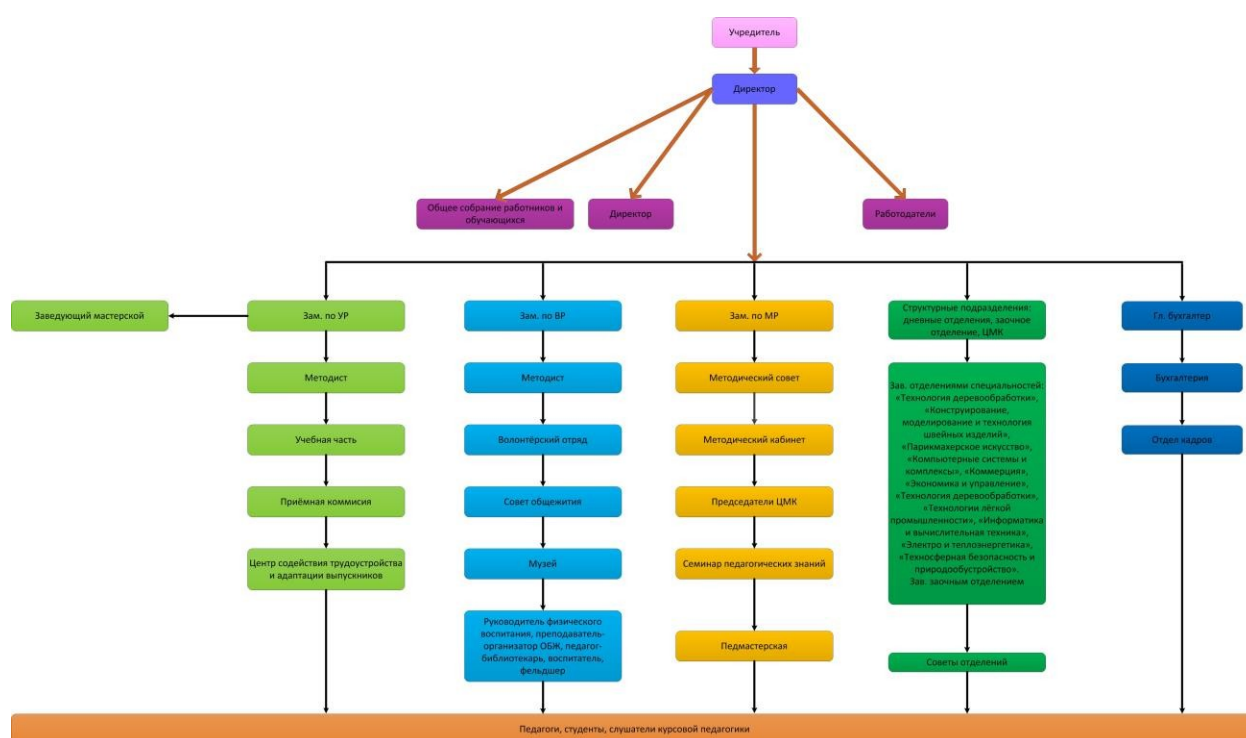 Учредитель
Директор
Общее собрание работников и
обучающихся
Директор
Работодатели
Заведующий мастерской
Зам. по УР
Зам. по ВР
Зам. по МР
Структурные подразделения:
дневные отделения, заочное
отделение, ЦМК
Гл. бухгалтер
Методист
Методист
Методический совет
Зав. отделениями специальностей:
«Технология деревообработки»,
«Конструирование,
моделирование и технология
швейных изделий»,
«Парикмахерское искусство»,
«Компьютерные системы и
комплексы», «Коммерция»,
«Экономика и управление»,
«Технология деревообработки»,
«Технологии лёгкой
промышленности», «Информатика
и вычислительная техника»,
«Электро и теплоэнергетика»,
«Техносферная безопасность и
природообустройство».
Зав. заочным отделением
Бухгалтерия
Учебная часть
Волонтёрский отряд
Методический кабинет
Отдел кадров
Приёмная коммисия
Совет общежития
Председатели ЦМК
Центр содействия трудоустройства
и адаптации выпускников
Музей
Семинар педагогических знаний
Руководитель физического
воспитания, преподаватель-
организатор ОБЖ, педагог-
библиотекарь, воспитатель,
фельдшер
Педмастерская
Советы отделений
Педагоги, студенты, слушатели курсовой педагогики